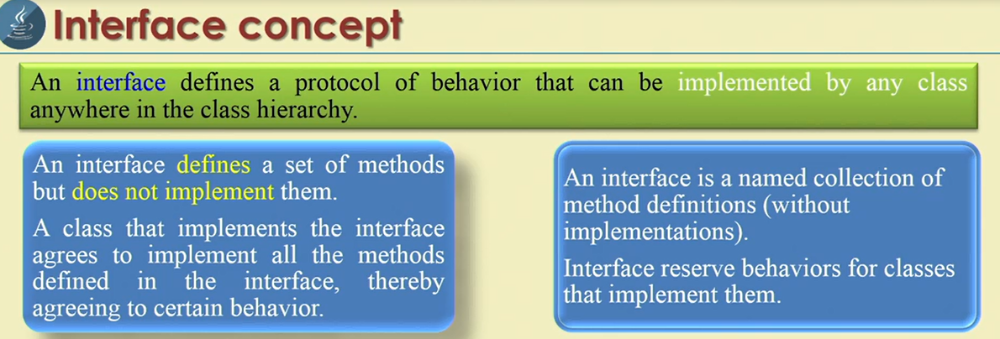 Interface concept
An interface defines a protocol of behavior that can be implemented by any class
anywhere in the class hierarchy.
An interface defines a set of methods
but does not implement them.
A class that implements the interface
agrees to implement all the methods
defined in the interface, thereby
agreeing to certain behavior.
An interface is a named collection of
method definitions (without
implementations).
Interface reserve behaviors for classes
that implement them.